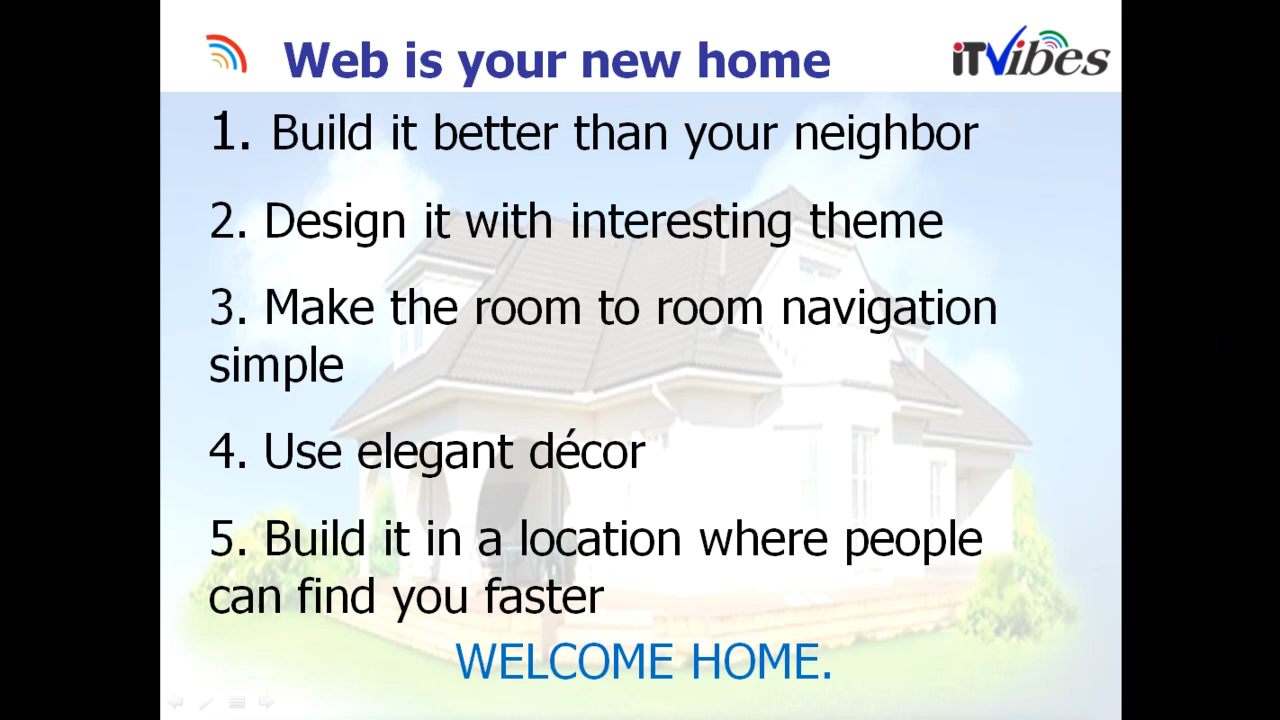 Web is your new home
iTVibes
1. Build it better than your neighbor
2. Design it with interesting theme
3. Make the room to room navigation
simple
4. Use elegant décor
5. Build it in a location where people
can find you faster
WELCOME HOME.